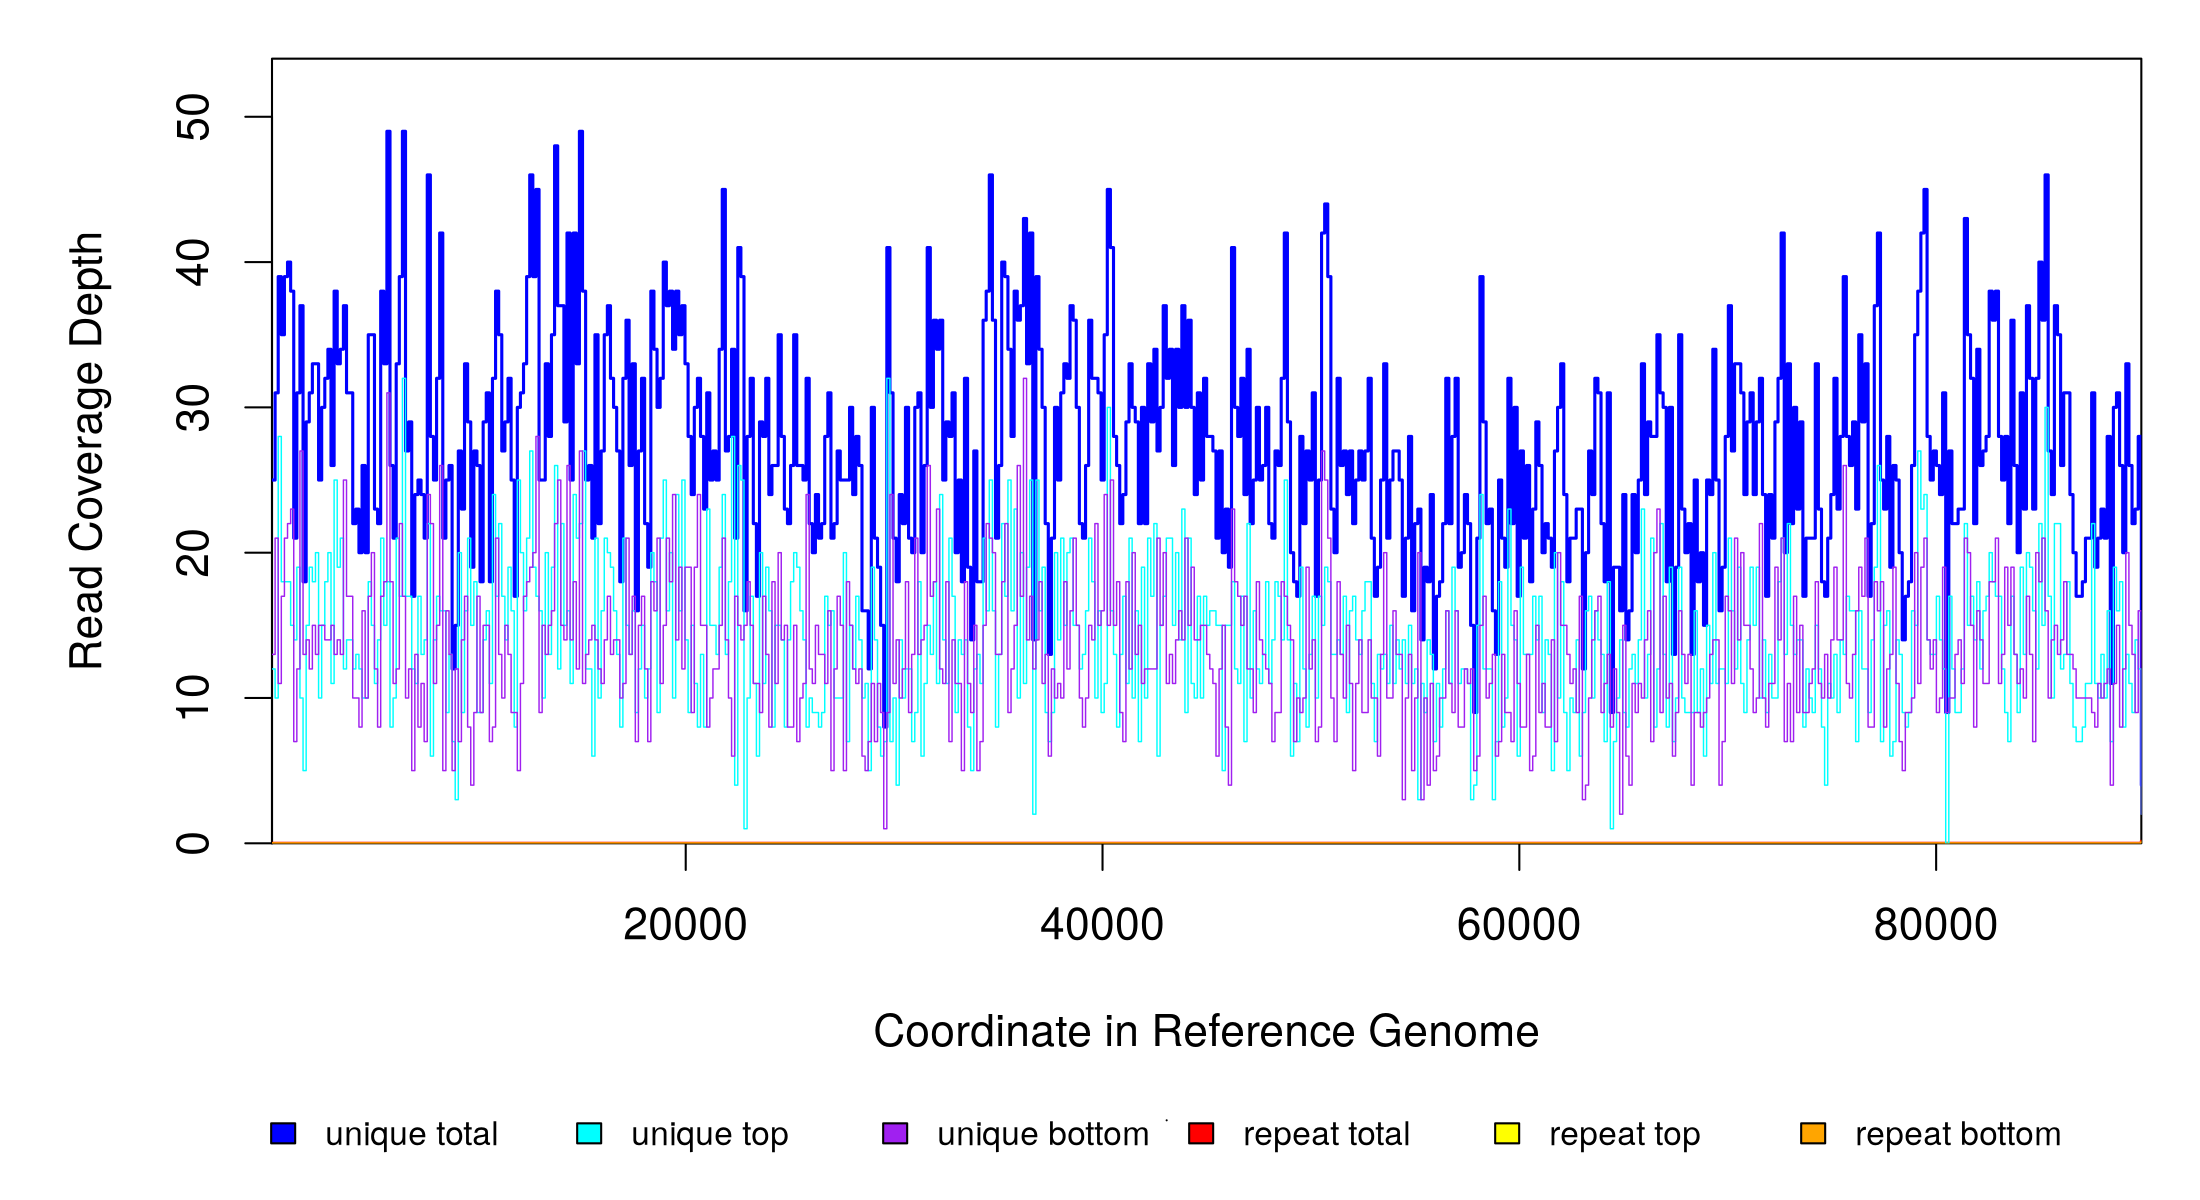 Read Coverage Depth
50
40
30
20
10
0
20000 40000 60000 80000
Coordinate in Reference Genome
unique total unique top unique bottom repeat total repeat top repeat bottom